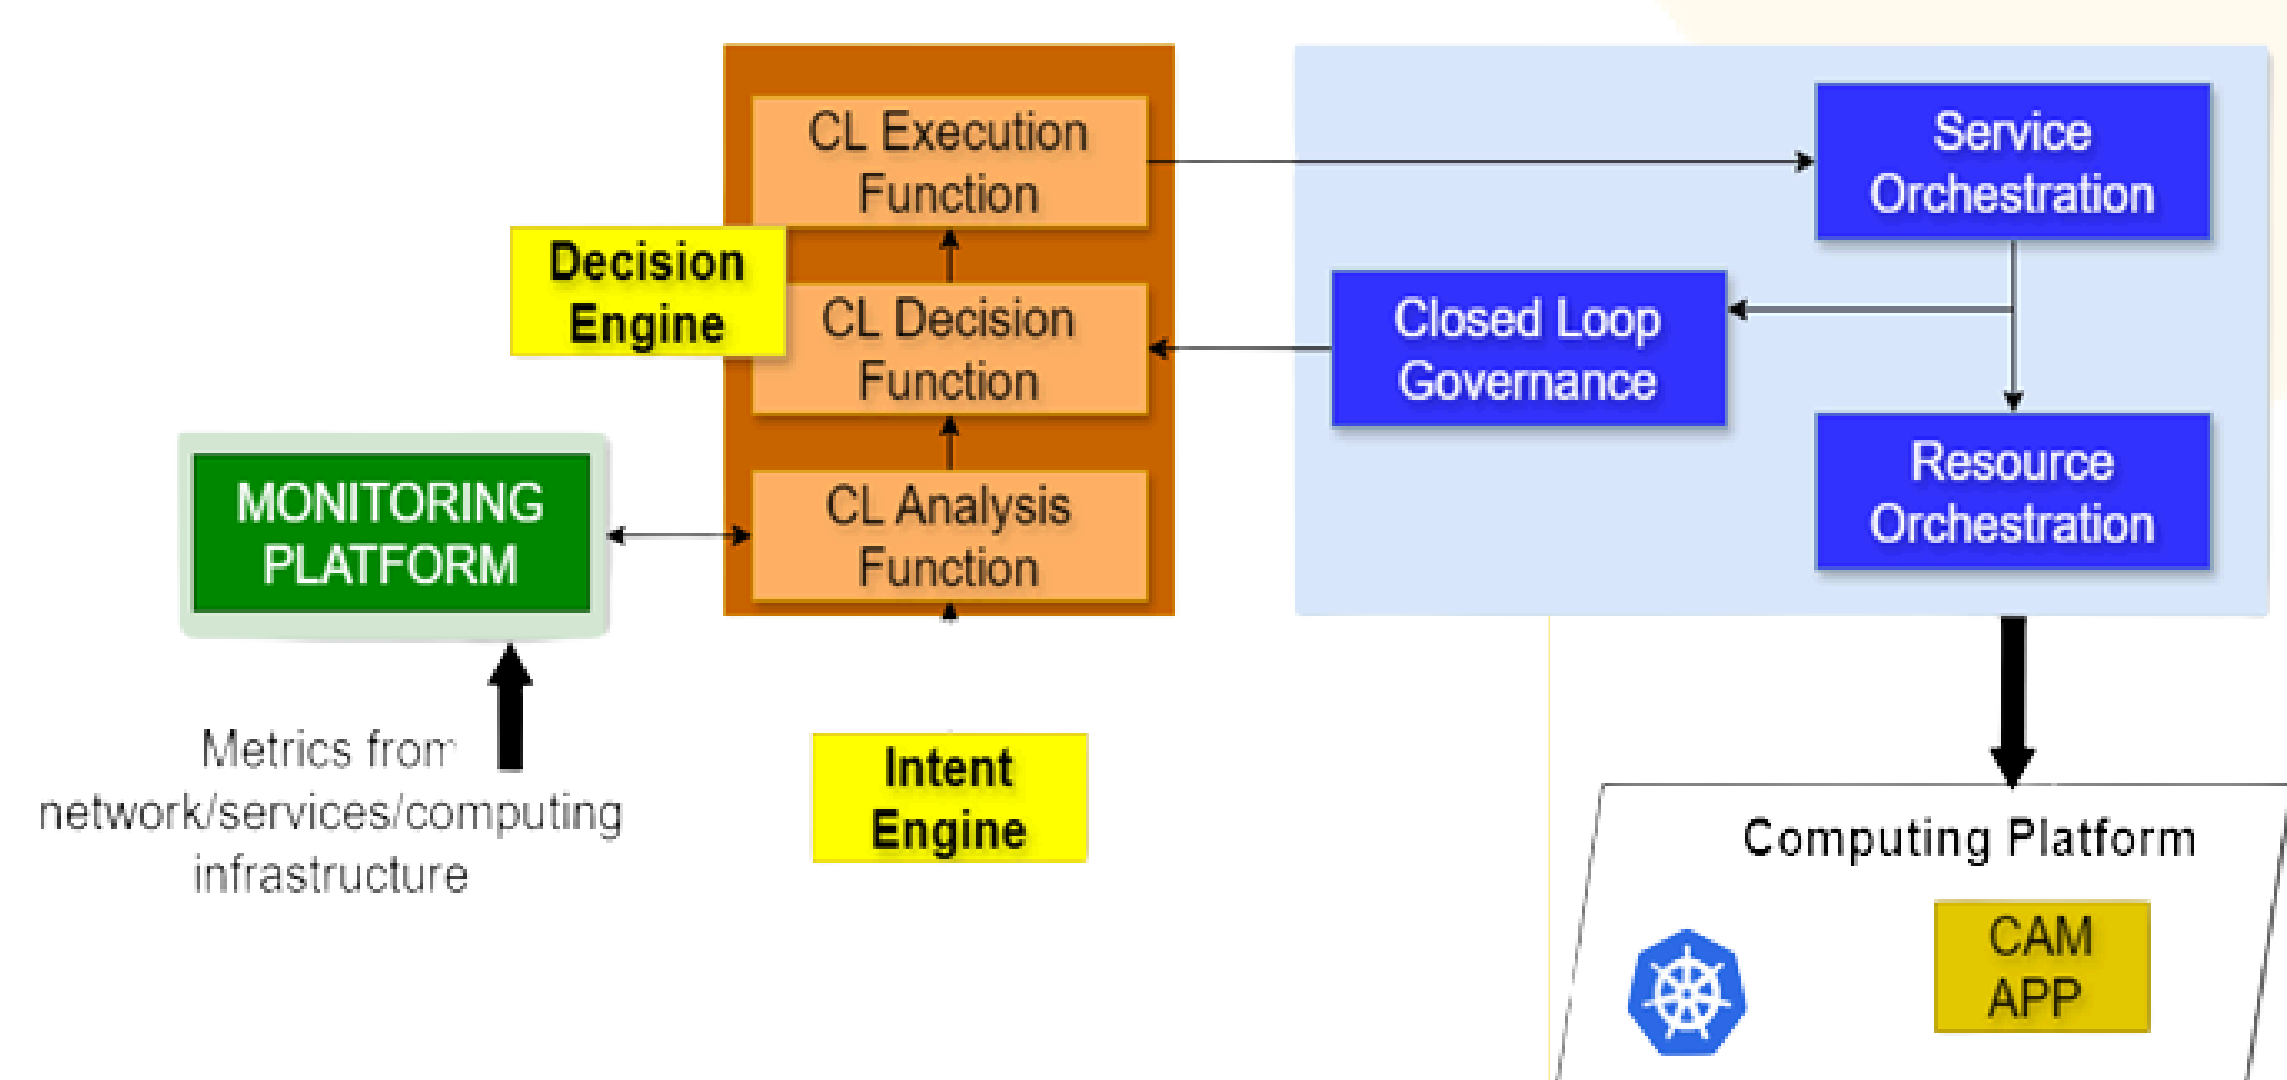 CL Execution
Function
Service
Orchestration
Decision
Engine
CL Decision
Function
Closed Loop
Governance
MONITORING
PLATFORM
CL Analysis
Function
Resource
Orchestration
Metrics from
network/services/computing
infrastructure
Intent
Engine
Computing Platform
CAM
APP